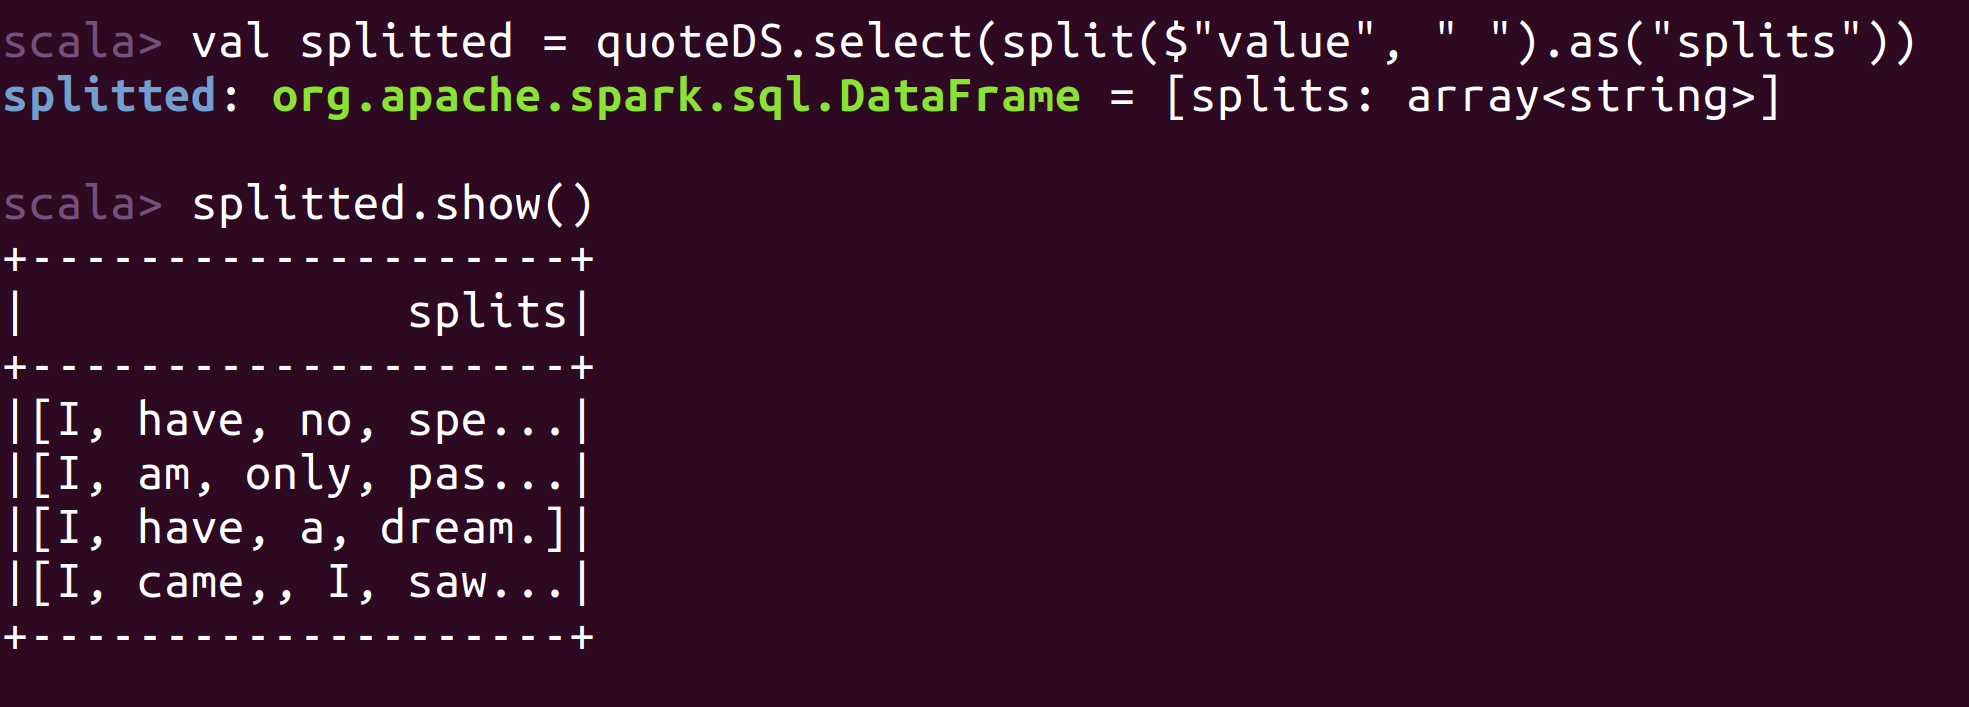 scala> val splitted = quoteDS.select(split($"value", " ").as("splits"))
splitted: org.apache.spark.sql.DataFrame = [splits: array<string>]
scala> splitted.show()
+--------------------+
|              splits|
+--------------------+
|[I, have, no, spe...|
|[I, am, only, pas...|
|[I, have, a, dream.]|
|[I, came,, I, saw...|
+--------------------+